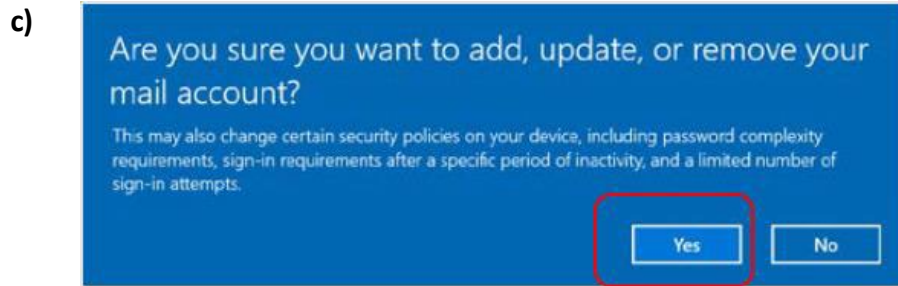 c)
Are you sure you want to add, update, or remove your
mail account?
This may also change certain security policies on your device, including password complexity
requirements, sign-in requirements after a specific period of inactivity, and a limited number of
sign-in attempts.
Yes No